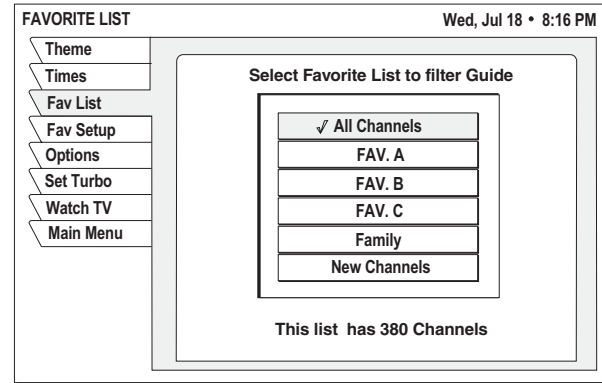 FAVORITE LIST
Wed, Jul 18 • 8:16 PM
Theme
Times
Fav List
Fav Setup
Options
Set Turbo
Watch TV
Main Menu
Select Favorite List to filter Guide
√ All Channels
FAV. A
FAV. B
FAV. C
Family
New Channels
This list has 380 Channels